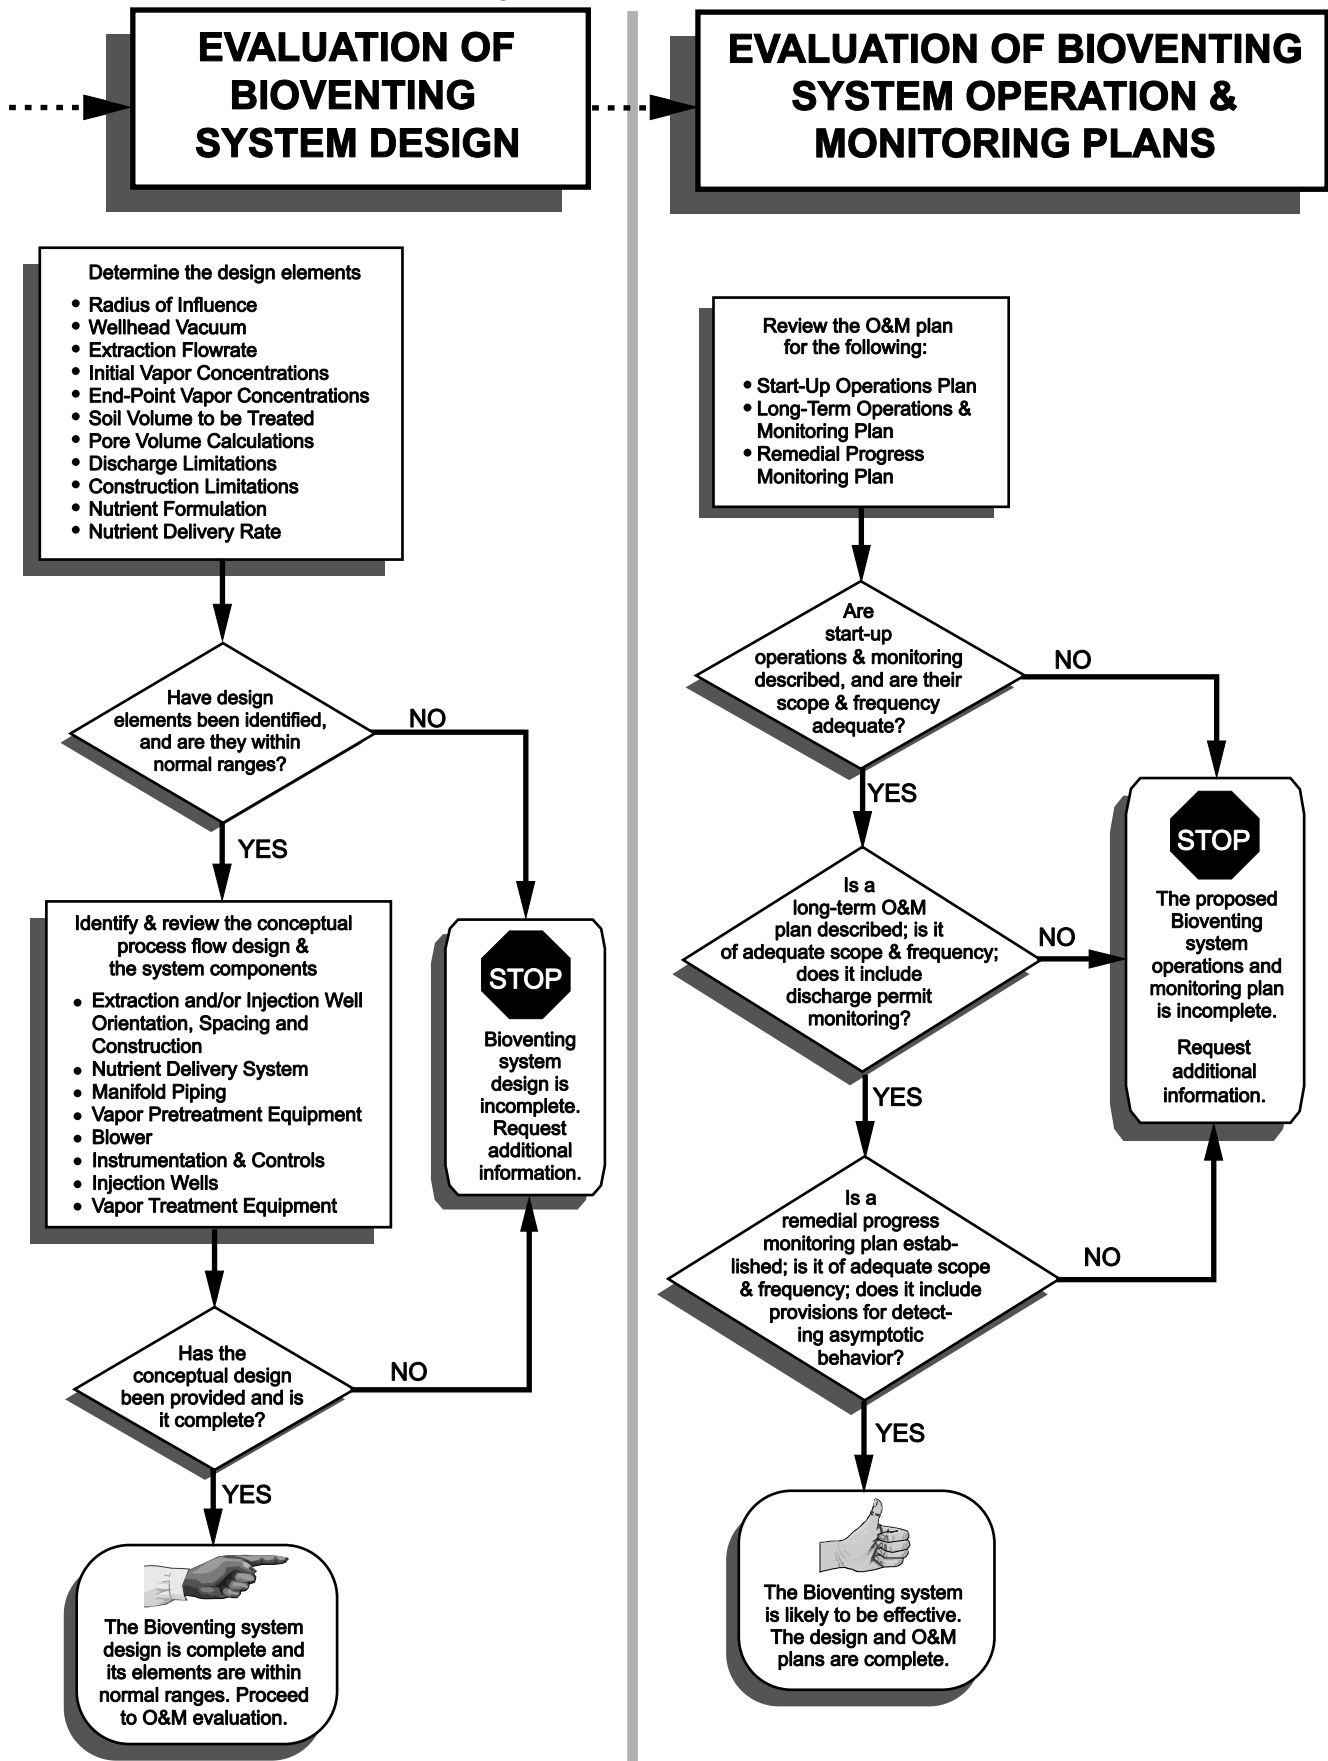 EVALUATION OF
BIOVENTING
SYSTEM DESIGN
Determine the design elements
• Radius of Influence
• Wellhead Vacuum
• Extraction Flowrate
• Initial Vapor Concentrations
• End-Point Vapor Concentrations
• Soil Volume to be Treated
• Pore Volume Calculations
• Discharge Limitations
• Construction Limitations
• Nutrient Formulation
• Nutrient Delivery Rate
Have design
elements been identified,
and are they within
normal ranges?
NO
YES
Identify & review the conceptual
process flow design &
the system components
• Extraction and/or Injection Well
Orientation, Spacing and
Construction
• Nutrient Delivery System
• Manifold Piping
• Vapor Pretreatment Equipment
• Blower
• Instrumentation & Controls
• Injection Wells
• Vapor Treatment Equipment
STOP
Bioventing
system
design is
incomplete.
Request
additional
information.
Has the
conceptual design
been provided and is
it complete?
NO
YES
The Bioventing system
design is complete and
its elements are within
normal ranges. Proceed
to O&M evaluation.
EVALUATION OF BIOVENTING
SYSTEM OPERATION &
MONITORING PLANS
Review the O&M plan
for the following:
• Start-Up Operations Plan
• Long-Term Operations &
Monitoring Plan
• Remedial Progress
Monitoring Plan
Are
start-up
operations & monitoring
described, and are their
scope & frequency
adequate?
NO
YES
Is a
long-term O&M
plan described; is it
of adequate scope & frequency;
does it include
discharge permit
monitoring?
NO
YES
STOP
The proposed
Bioventing
system
operations and
monitoring plan
is incomplete.
Request
additional
information.
Is a
remedial progress
monitoring plan estab-
lished; is it of adequate scope
& frequency; does it include
provisions for detect-
ing asymptotic
behavior?
NO
YES
The Bioventing system
is likely to be effective.
The design and O&M
plans are complete.